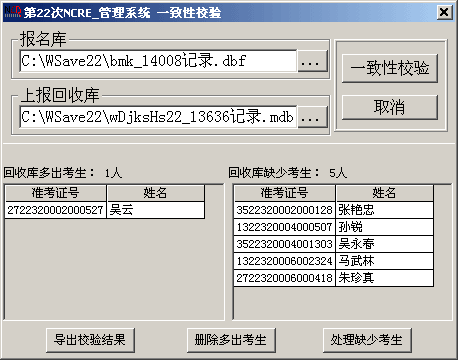 第22次NCRE_管理系统 一致性校验
报名库
C:\WSave22\bmk_14008记录.dbf ...
一致性校验
上报回收库
C:\WSave22\wDjksHs22_13636记录.mdb ...
取消
回收库多出考生： 1人
回收库缺少考生： 5人
准考证号 姓名
2722320002000527 吴云
准考证号 姓名
3522320002000128 张艳忠
1322320004000507 孙锐
3522320004001303 吴永春
1322320006002324 马武林
2722320006000418 朱珍真
导出校验结果 删除多出考生 处理缺少考生